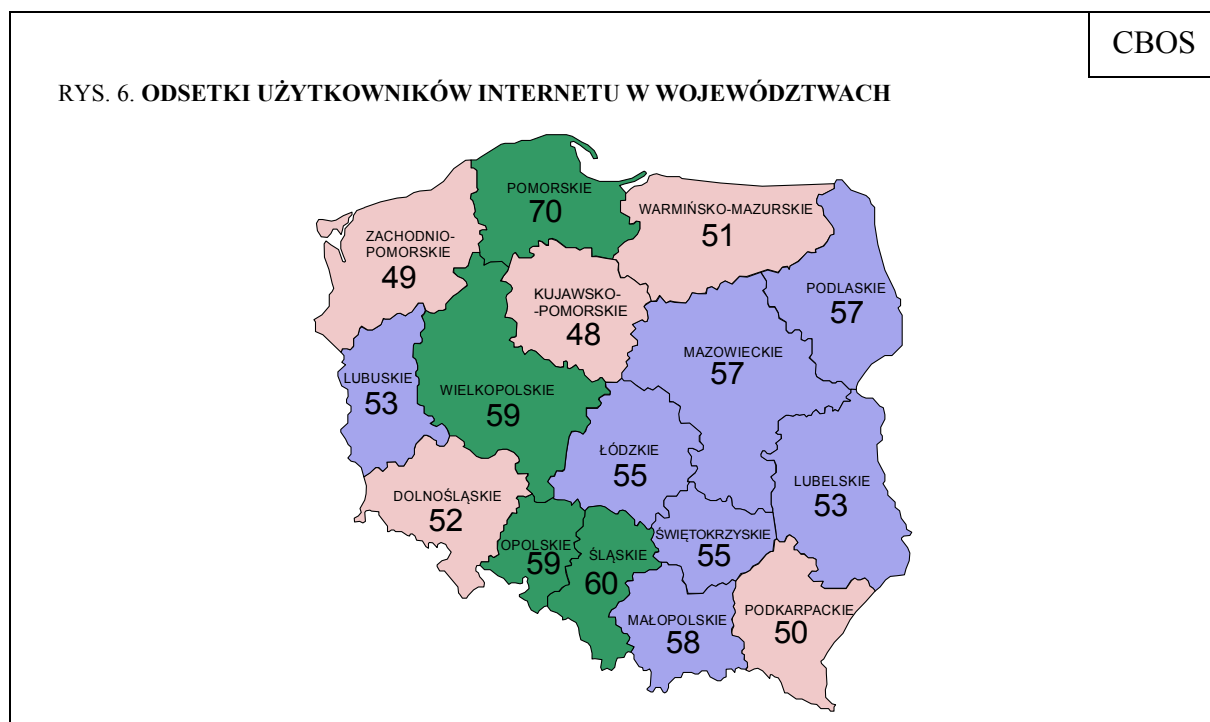 CBOS
RYS. 6. ODSETKI UŻYTKOWNIKÓW INTERNETU W WOJEWÓDZTWACH
POMORSKIE
70
WARMIŃSKO-MAZURSKIE
51
ZACHODNIO-
POMORSKIE
49
KUJAWSKO-
-POMORSKIE
48
PODLASKIE
57
MAZOWIECKIE
57
LUBUSKIE
53
WIELKOPOLSKIE
59
ŁÓDZKIE
55
LUBELSKIE
53
DOLNOŚLĄSKIE
52
OPOLSKIE
59
ŚLĄSKIE
60
ŚWIĘTOKRZYSKIE
55
MAŁOPOLSKIE
58
PODKARPACKIE
50